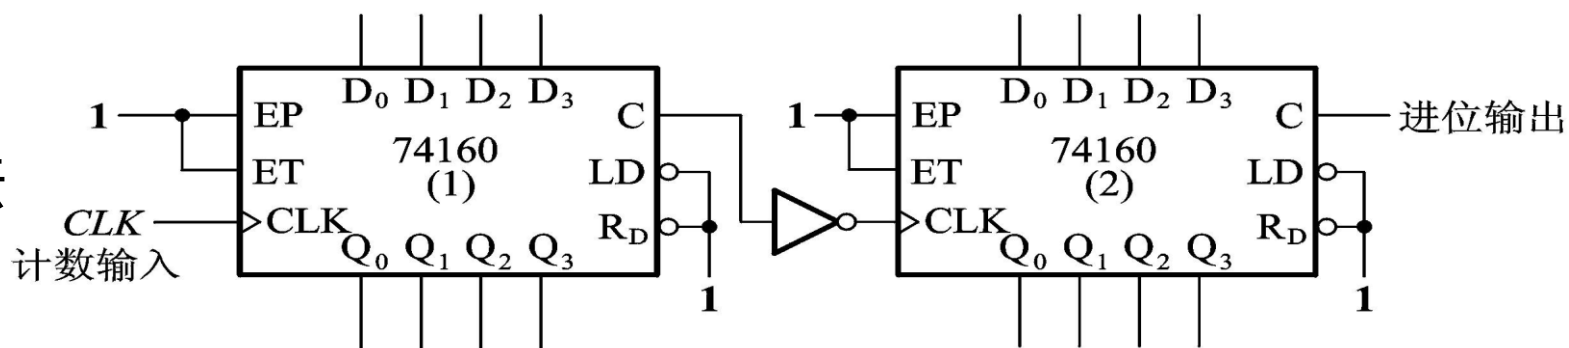 D₀ D₁ D₂ D₃
1 EP C
74160
ET (1) LD
CLK CLK R_D
计数输入
Q₀ Q₁ Q₂ Q₃
1
D₀ D₁ D₂ D₃
1 EP C 进位输出
74160
ET (2) LD
CLK R_D
Q₀ Q₁ Q₂ Q₃
1